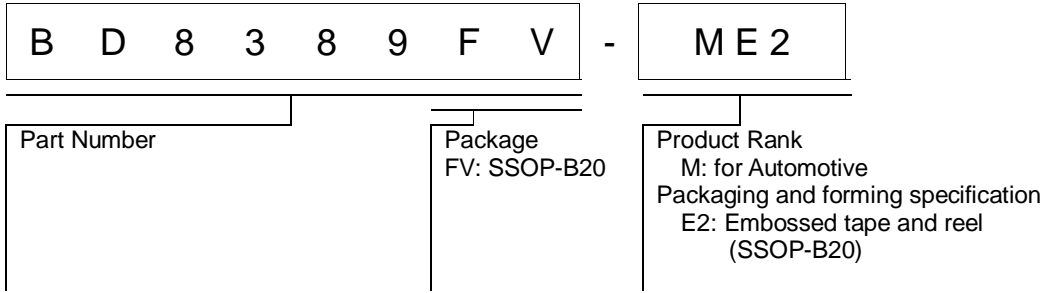 B D 8 3 8 9 F V - M E 2
Part Number
Package
FV: SSOP-B20
Product Rank
M: for Automotive
Packaging and forming specification
E2: Embossed tape and reel
(SSOP-B20)